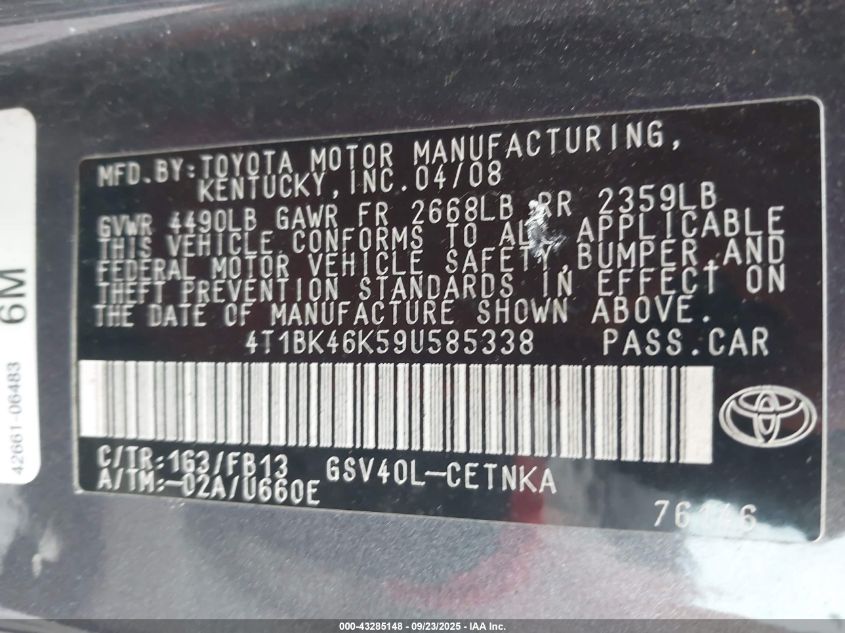 MFD. BY: TOYOTA MOTOR MANUFACTURING,
KENTUCKY, INC. 04/08
GVWR 4490LB GAWR FR 2668LB RR 2359LB
THIS VEHICLE CONFORMS TO ALL APPLICABLE
FEDERAL MOTOR VEHICLE SAFETY, BUMPER, AND
THEFT PREVENTION STANDARDS IN EFFECT ON
THE DATE OF MANUFACTURE SHOWN ABOVE.
4T1BK46K59U585338 PASS.CAR
C/TR: 163/FB13 GSV40L-CETNKA
A/TM:-02A/U660E
6M
42661-06483
000-43285148 - 09/23/2025 - IAA Inc.